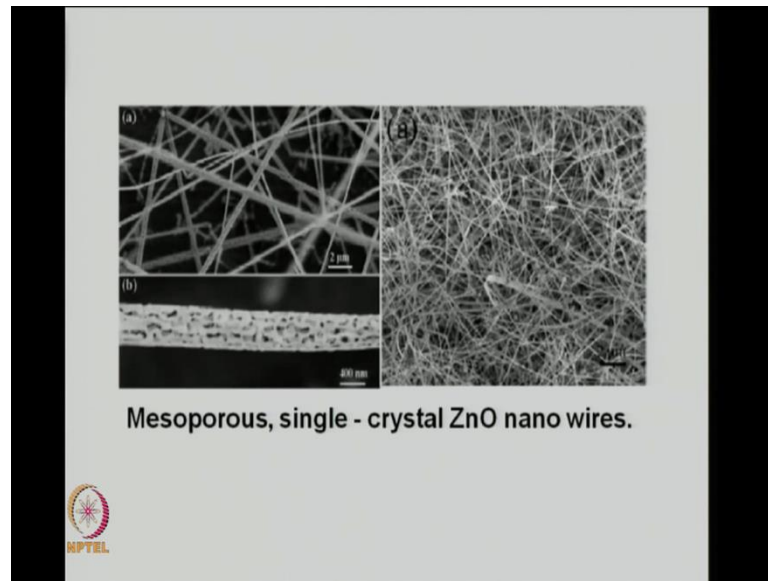 (a)
2 μm
(b)
400 nm
(a)
Mesoporous, single - crystal ZnO nano wires.
NPTEL